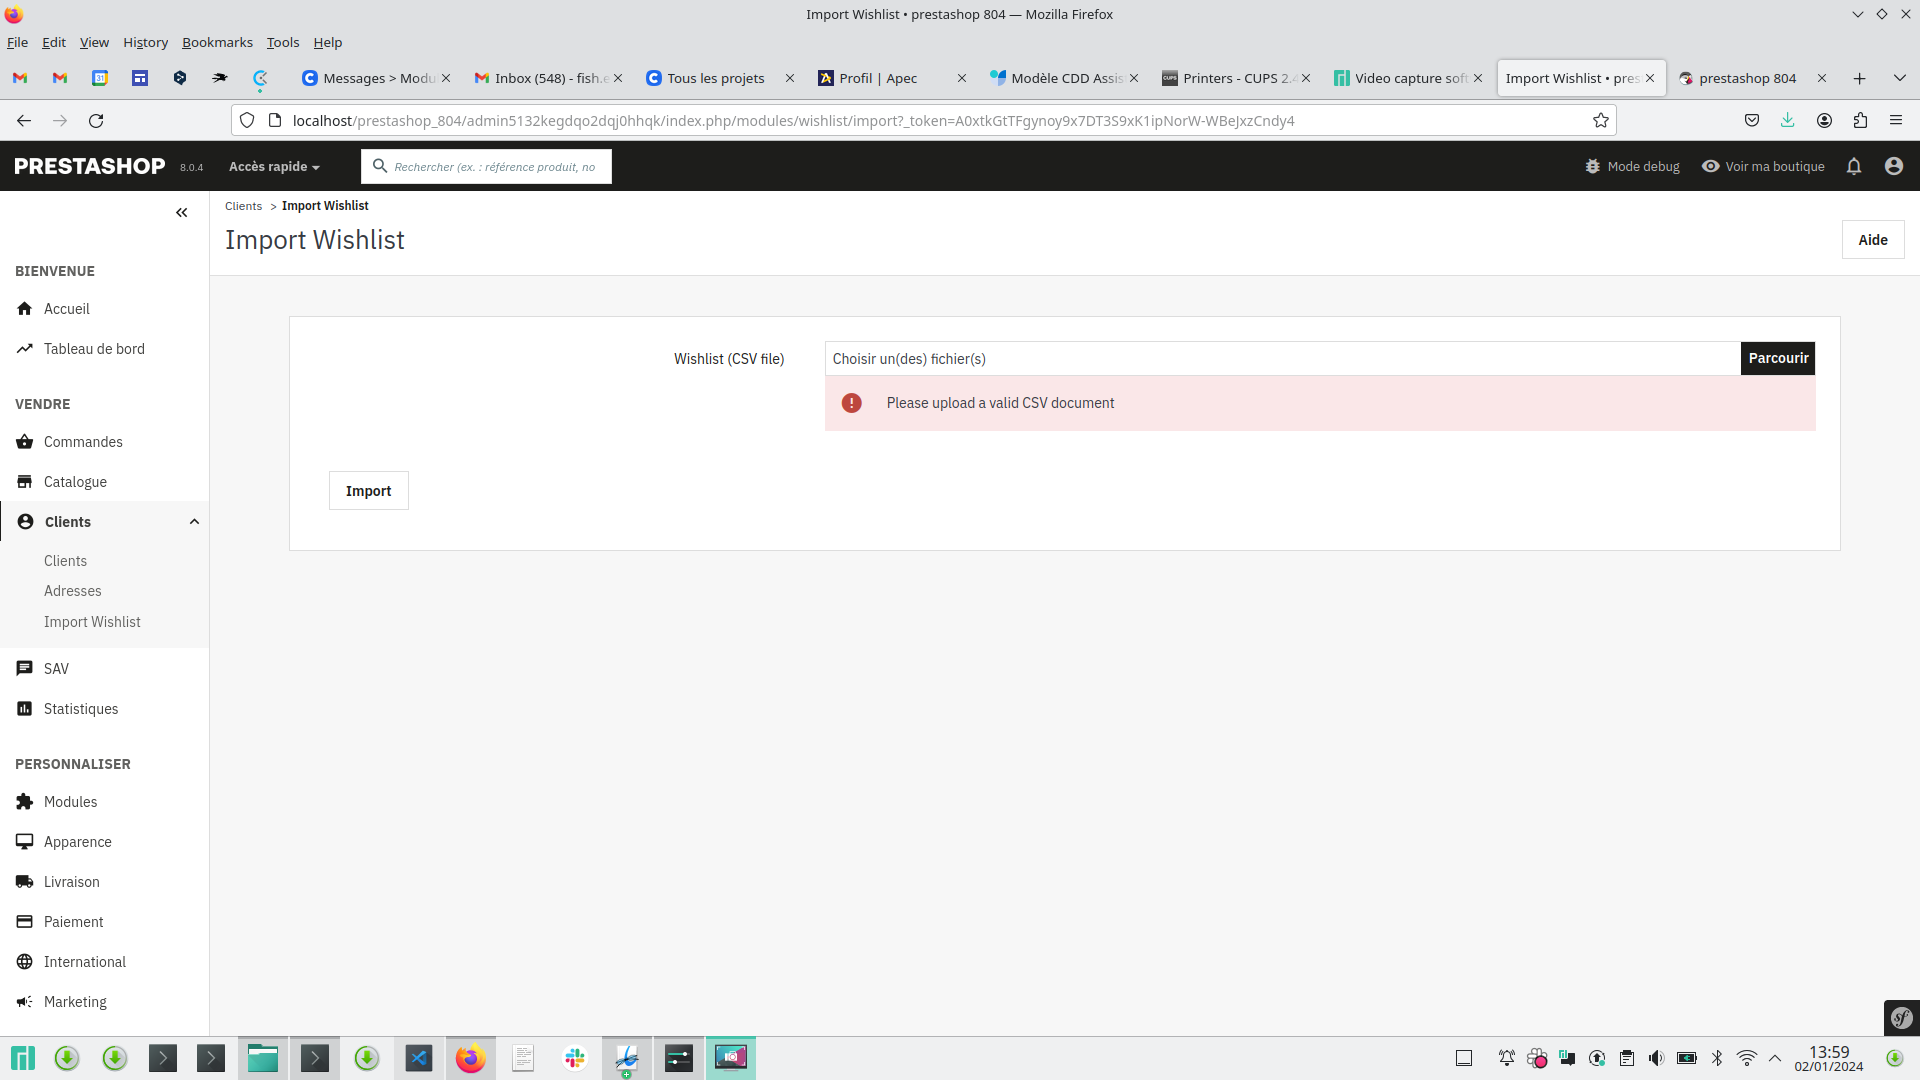 Import Wishlist • prestashop 804 — Mozilla Firefox
File Edit View History Bookmarks Tools Help
Messages > Modu
Inbox (548) - fish.e
Tous les projets
Profil | Apec
Modèle CDD Assis
Printers - CUPS 2.4
Video capture soft
Import Wishlist • pres
prestashop 804
localhost/prestashop_804/admin5132kegdqo2dqj0hhqk/index.php/modules/wishlist/import?_token=A0xtkGtTFgynoy9x7DT3S9xK1ipNorW-WBeJxzCndy4
PRESTASHOP 8.0.4 Accès rapide Rechercher (ex. : référence produit, no Mode debug Voir ma boutique
Clients > Import Wishlist
Import Wishlist
Aide
BIENVENUE
Accueil
Tableau de bord
VENDRE
Commandes
Catalogue
Clients
Clients
Adresses
Import Wishlist
SAV
Statistiques
PERSONNALISER
Modules
Apparence
Livraison
Paiement
International
Marketing
Wishlist (CSV file) Choisir un(des) fichier(s) Parcourir
Please upload a valid CSV document
Import
13:59
02/01/2024